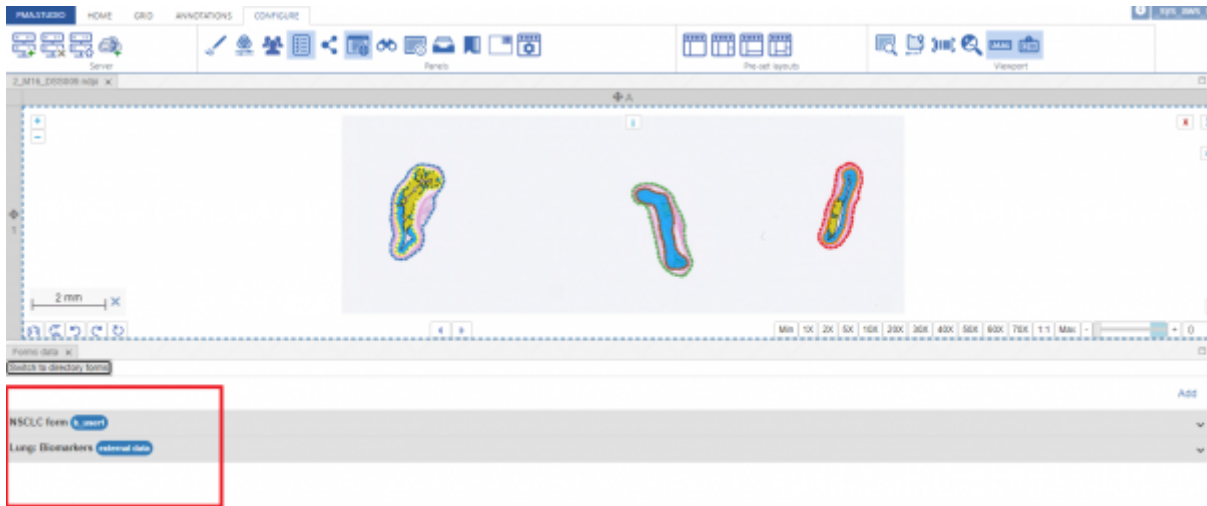 PMA.STUDIO HOME GRID ANNOTATIONS CONFIGURE
Server Panels Pre-set layouts Viewport
A
1
2 mm
Min 1X 2X 5X 10X 20X 30X 40X 50X 60X 70X 1:1 Max - + 0
Forms data x
Switch to directory forms
Add
NSCLC form
Lung: Biomarkers external data